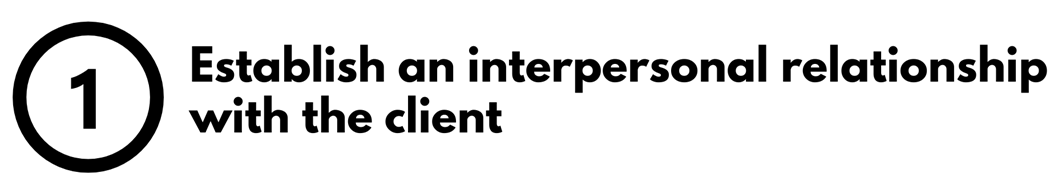 1
Establish an interpersonal relationship
with the client